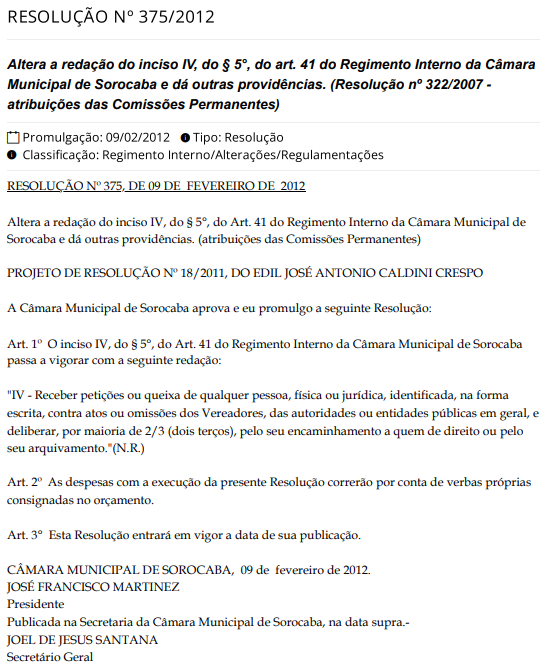 RESOLUÇÃO Nº 375/2012
Altera a redação do inciso IV, do § 5°, do art. 41 do Regimento Interno da Câmara
Municipal de Sorocaba e dá outras providências. (Resolução nº 322/2007 -
atribuições das Comissões Permanentes)
Promulgação: 09/02/2012 Tipo: Resolução
Classificação: Regimento Interno/Alterações/Regulamentações
RESOLUÇÃO Nº 375, DE 09 DE FEVEREIRO DE 2012
Altera a redação do inciso IV, do § 5°, do Art. 41 do Regimento Interno da Câmara Municipal de
Sorocaba e dá outras providências. (atribuições das Comissões Permanentes)
PROJETO DE RESOLUÇÃO Nº 18/2011, DO EDIL JOSÉ ANTONIO CALDINI CRESPO
A Câmara Municipal de Sorocaba aprova e eu promulgo a seguinte Resolução:
Art. 1º O inciso IV, do § 5°, do Art. 41 do Regimento Interno da Câmara Municipal de Sorocaba
passa a vigorar com a seguinte redação:
"IV - Receber petições ou queixa de qualquer pessoa, física ou jurídica, identificada, na forma
escrita, contra atos ou omissões dos Vereadores, das autoridades ou entidades públicas em geral, e
deliberar, por maioria de 2/3 (dois terços), pelo seu encaminhamento a quem de direito ou pelo
seu arquivamento."(N.R.)
Art. 2º As despesas com a execução da presente Resolução correrão por conta de verbas próprias
consignadas no orçamento.
Art. 3° Esta Resolução entrará em vigor a data de sua publicação.
CÂMARA MUNICIPAL DE SOROCABA, 09 de fevereiro de 2012.
JOSÉ FRANCISCO MARTINEZ
Presidente
Publicada na Secretaria da Câmara Municipal de Sorocaba, na data supra.-
JOEL DE JESUS SANTANA
Secretário Geral